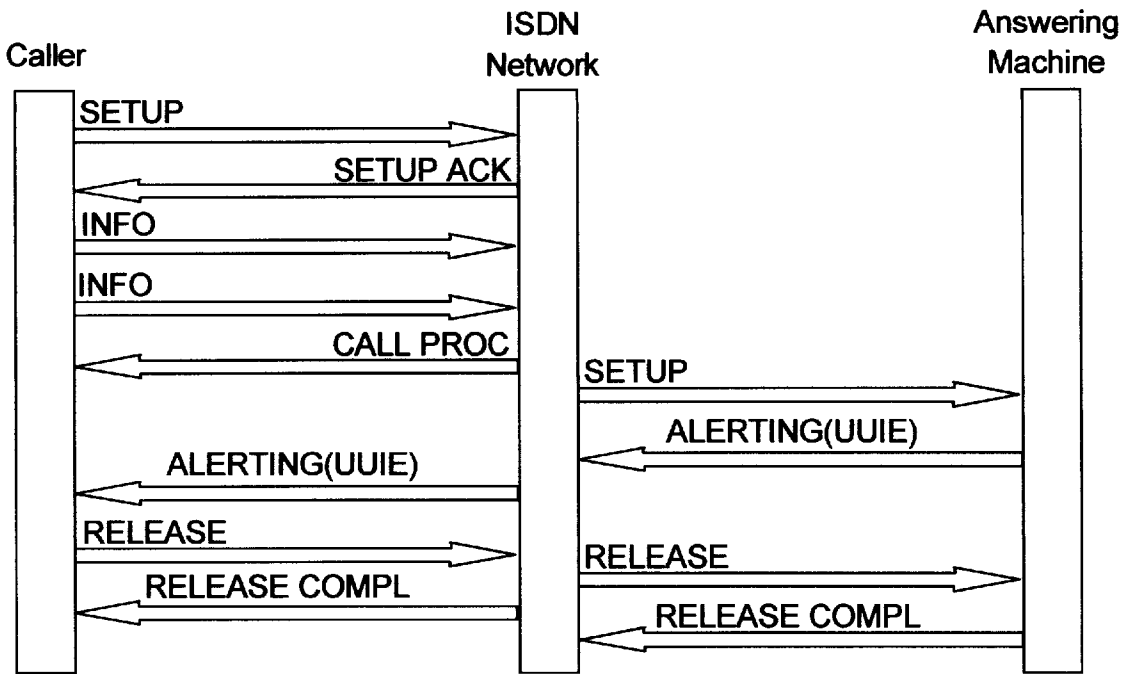 Caller
ISDN
Network
Answering
Machine
SETUP
SETUP ACK
INFO
INFO
CALL PROC
SETUP
ALERTING(UUIE)
ALERTING(UUIE)
RELEASE
RELEASE
RELEASE COMPL
RELEASE COMPL